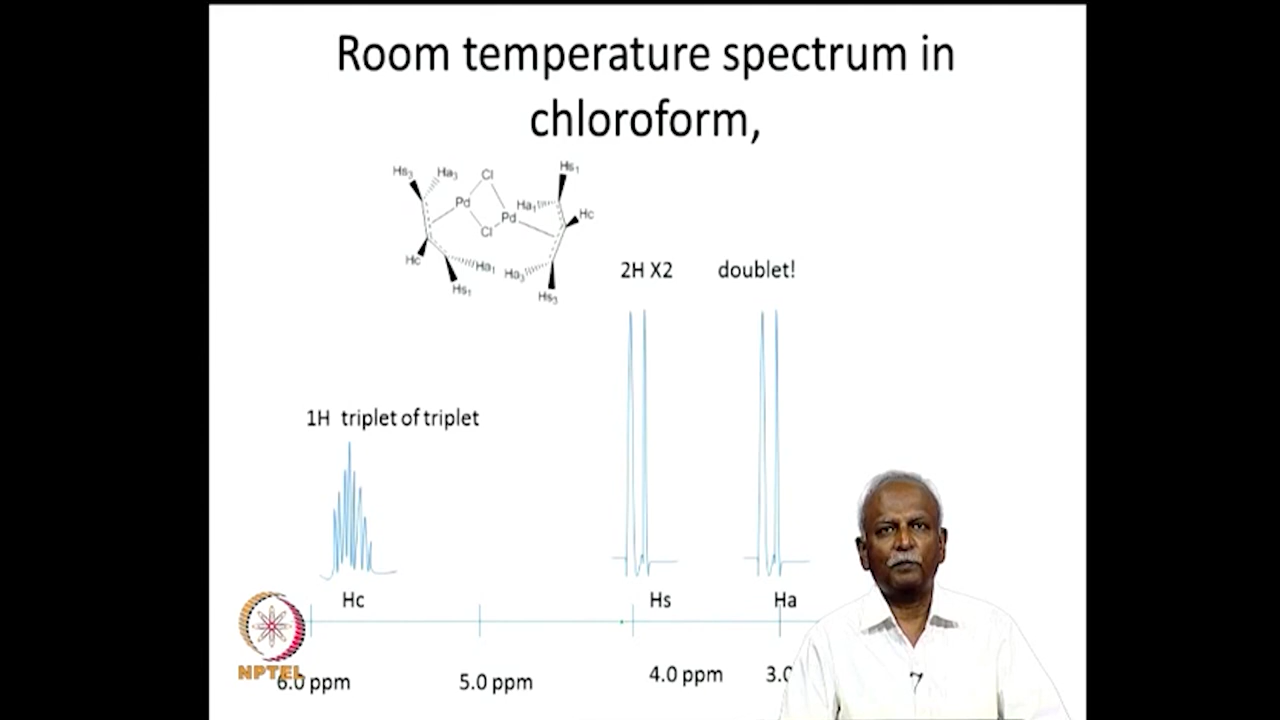 Room temperature spectrum in
chloroform,
Hs3 Ha3 Cl Hs1
Pd Ha1 Hc
Pd
Cl
Hc Ha1 Ha3
Hs1 Hs3
2H X2 doublet!
1H triplet of triplet
Hc Hs Ha
NPTEL
6.0 ppm 5.0 ppm 4.0 ppm 3.0